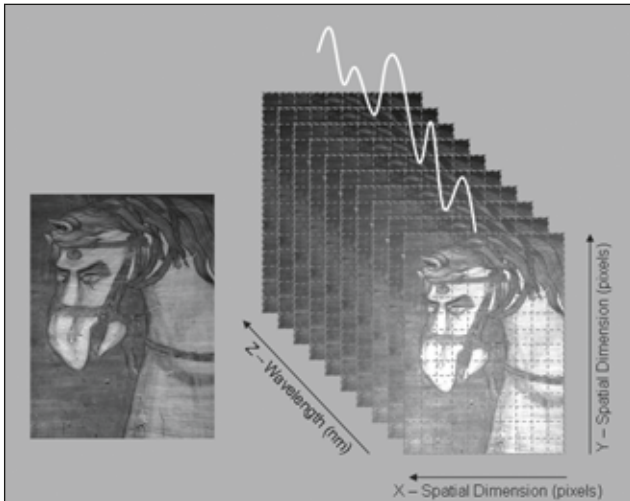 Z – Wavelength (nm)
Y – Spatial Dimension (pixels)
X – Spatial Dimension (pixels)